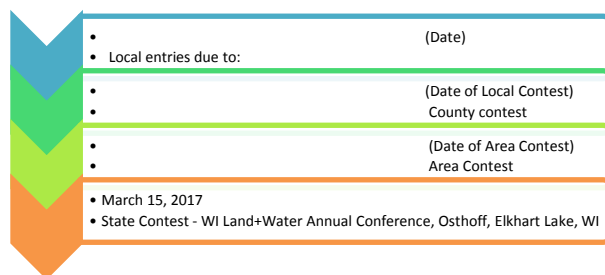 • (Date)
• Local entries due to:
• (Date of Local Contest)
• County contest
• (Date of Area Contest)
• Area Contest
• March 15, 2017
• State Contest - WI Land+Water Annual Conference, Osthoff, Elkhart Lake, WI